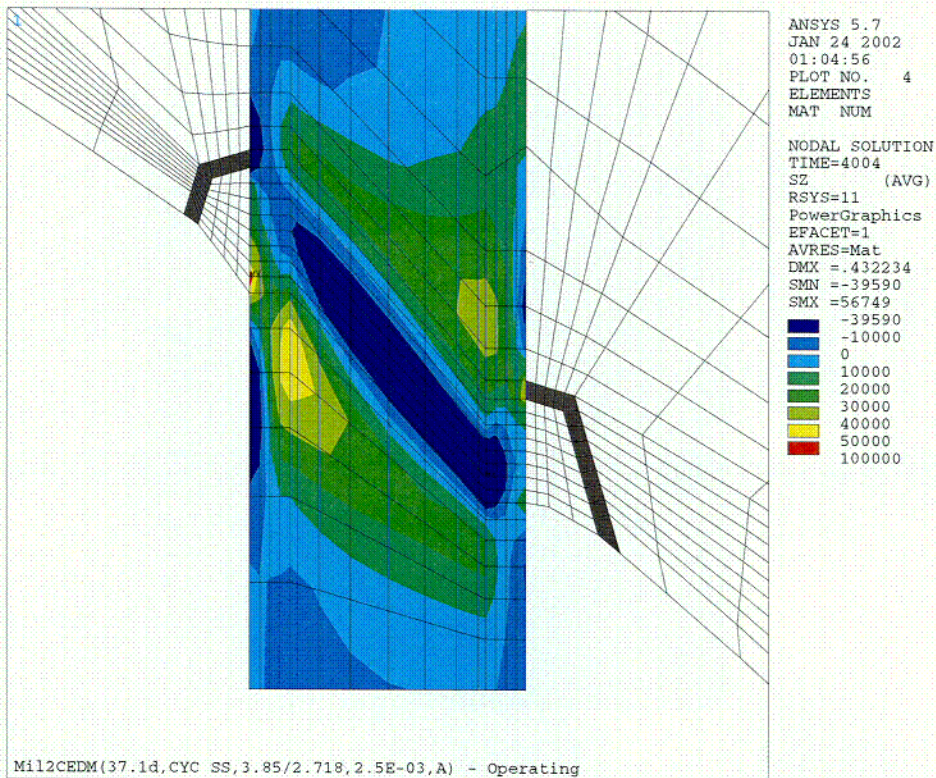 1
ANSYS 5.7
JAN 24 2002
01:04:56
PLOT NO. 4
ELEMENTS
MAT NUM
NODAL SOLUTION
TIME=4004
SZ (AVG)
RSYS=11
PowerGraphics
EFACET=1
AVRES=Mat
DMX =.432234
SMN =-39590
SMX =56749
-39590
-10000
0
10000
20000
30000
40000
50000
100000
Mil2CEDM(37.1d,CYC SS,3.85/2.718,2.5E-03,A) - Operating